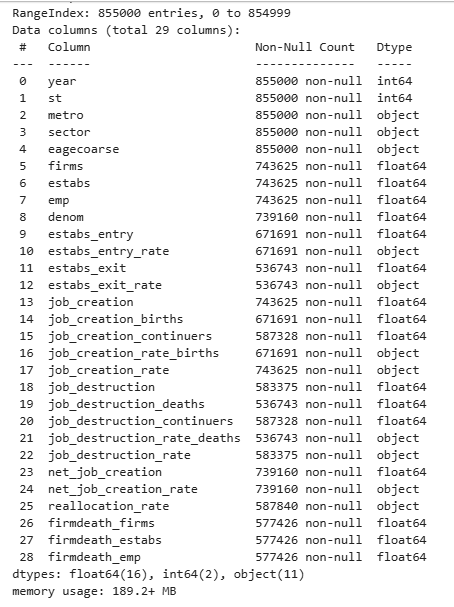 RangeIndex: 855000 entries, 0 to 854999
Data columns (total 29 columns):
 #   Column                      Non-Null Count   Dtype
---  ------                      --------------   -----
 0   year                        855000 non-null  int64
 1   st                          855000 non-null  int64
 2   metro                       855000 non-null  object
 3   sector                      855000 non-null  object
 4   eagecoarse                  855000 non-null  object
 5   firms                       743625 non-null  float64
 6   estabs                      743625 non-null  float64
 7   emp                         743625 non-null  float64
 8   denom                       739160 non-null  float64
 9   estabs_entry                671691 non-null  float64
 10  estabs_entry_rate           671691 non-null  object
 11  estabs_exit                 536743 non-null  float64
 12  estabs_exit_rate            536743 non-null  object
 13  job_creation                743625 non-null  float64
 14  job_creation_births         671691 non-null  float64
 15  job_creation_continuers     587328 non-null  float64
 16  job_creation_rate_births    671691 non-null  object
 17  job_creation_rate           743625 non-null  object
 18  job_destruction             583375 non-null  float64
 19  job_destruction_deaths      536743 non-null  float64
 20  job_destruction_continuers  587328 non-null  float64
 21  job_destruction_rate_deaths  536743 non-null  object
 22  job_destruction_rate        583375 non-null  object
 23  net_job_creation            739160 non-null  float64
 24  net_job_creation_rate       739160 non-null  object
 25  reallocation_rate           587840 non-null  object
 26  firmdeath_firms             577426 non-null  float64
 27  firmdeath_estabs            577426 non-null  float64
 28  firmdeath_emp               577426 non-null  float64
dtypes: float64(16), int64(2), object(11)
memory usage: 189.2+ MB